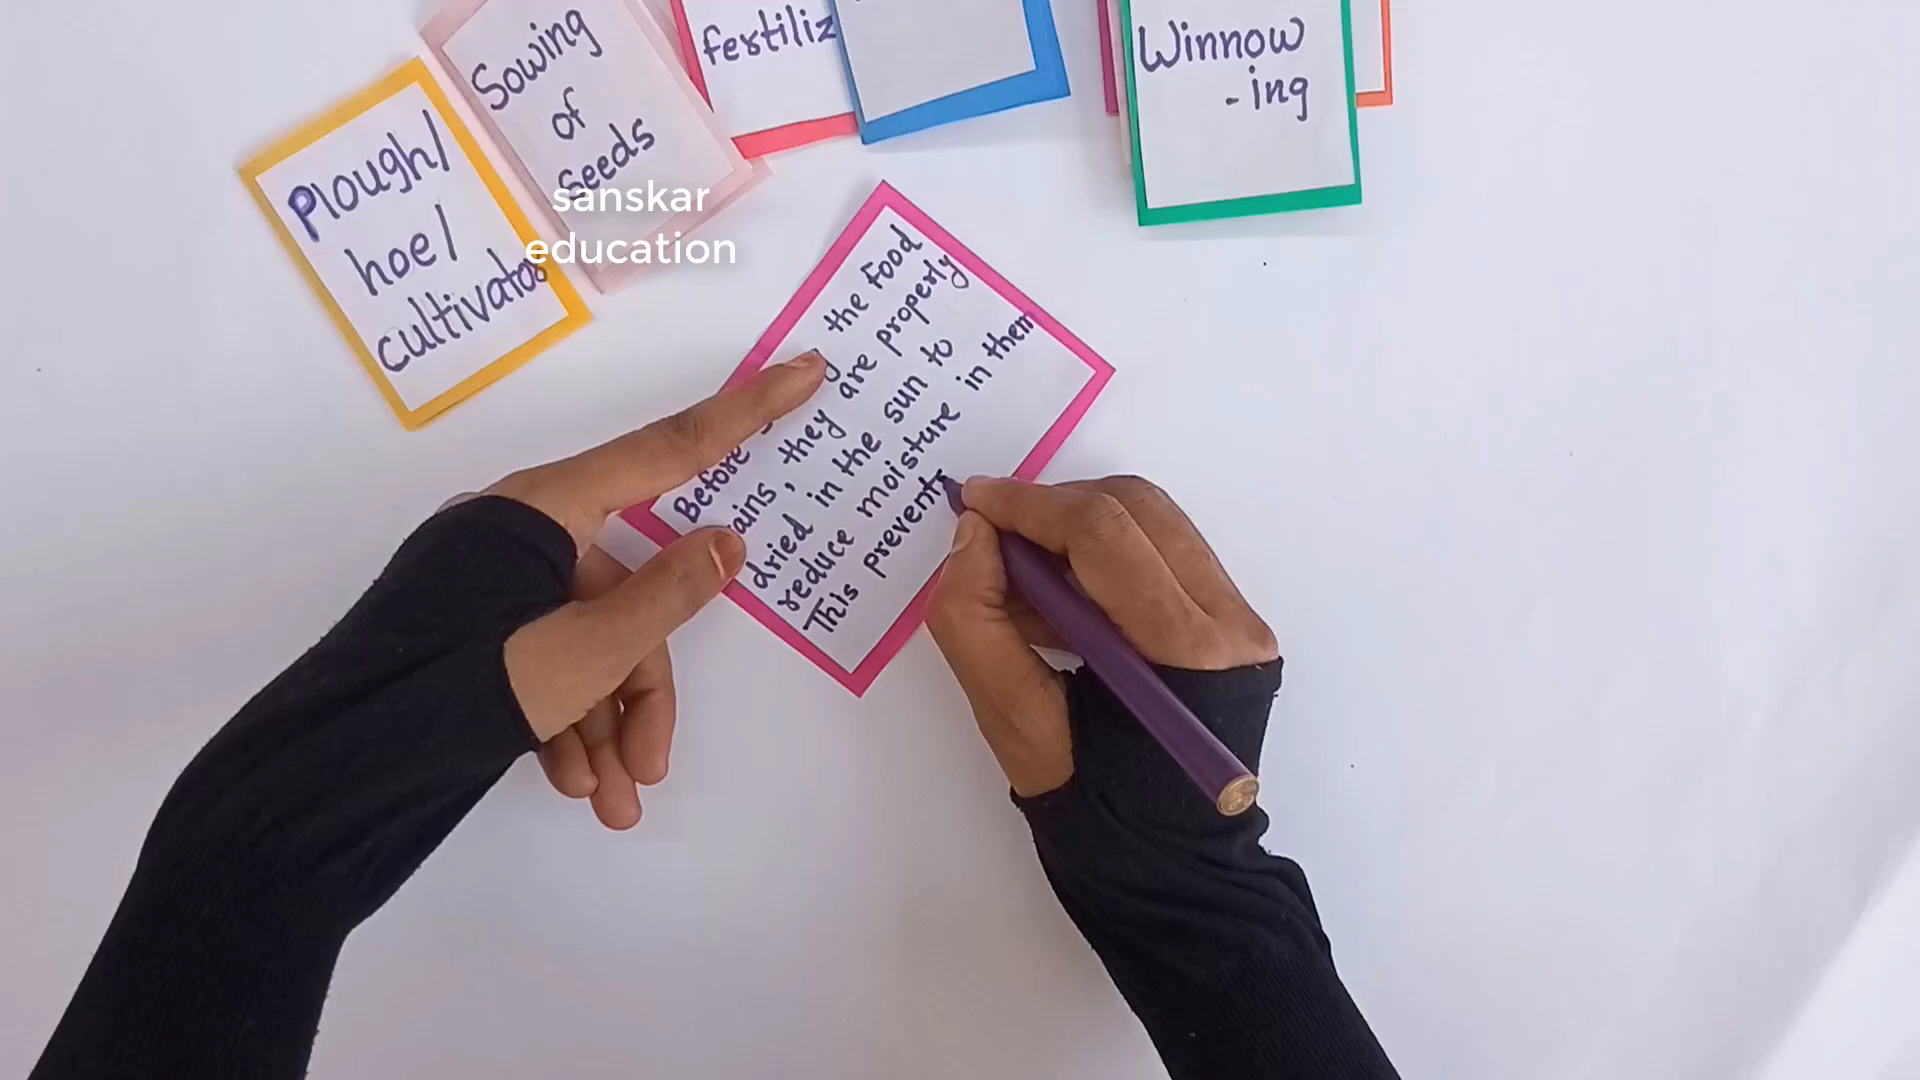 Plough/
hoe/
cultivator
Sowing
of
Seeds
fertiliz
Winnow
-ing
sanskar
education
Before the Food
ains, they are properly
dried in the sun to
reduce moisture in them
This prevents